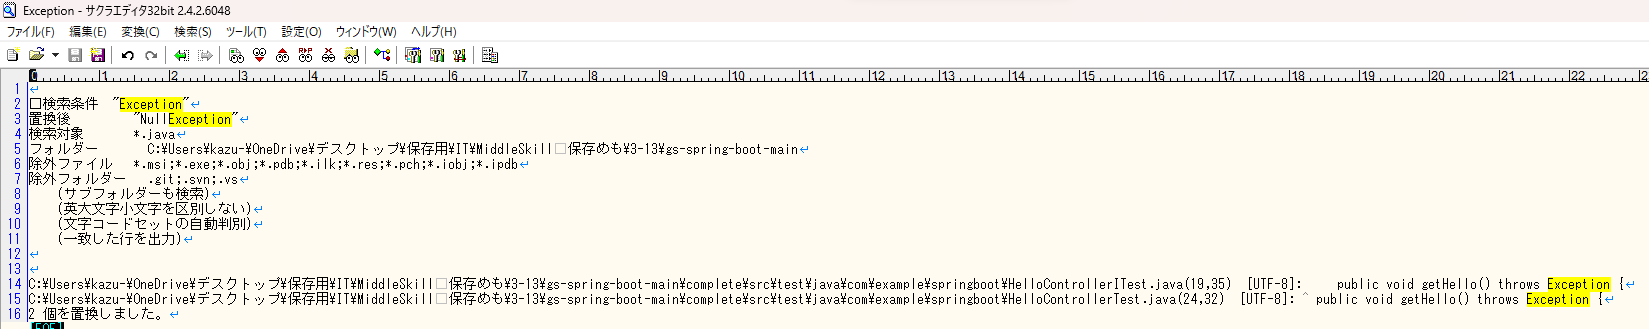 Exception - サクラエディタ32bit 2.4.2.6048
ファイル(F) 編集(E) 変換(C) 検索(S) ツール(T) 設定(O) ウィンドウ(W) ヘルプ(H)
0 1 2 3 4 5 6 7 8 9 10 11 12 13 14 15 16 17 18 19 20 21 22 2
1
2 □検索条件 "Exception"
3 置換後 "NullException"
4 検索対象 *.java
5 フォルダー C:\Users\kazu-\OneDrive\デスクトップ\保存用\IT\MiddleSkill□保存めも\3-13\gs-spring-boot-main
6 除外ファイル *.msi;*.exe;*.obj;*.pdb;*.ilk;*.res;*.pch;*.iobj;*.ipdb
7 除外フォルダー .git;.svn;.vs
8 (サブフォルダーも検索)
9 (英大文字小文字を区別しない)
10 (文字コードセットの自動判別)
11 (一致した行を出力)
12
13
14 C:\Users\kazu-\OneDrive\デスクトップ\保存用\IT\MiddleSkill□保存めも\3-13\gs-spring-boot-main\complete\src\test\java\com\example\springboot\HelloControllerITest.java(19,35) [UTF-8]: public void getHello() throws Exception {
15 C:\Users\kazu-\OneDrive\デスクトップ\保存用\IT\MiddleSkill□保存めも\3-13\gs-spring-boot-main\complete\src\test\java\com\example\springboot\HelloControllerTest.java(24,32) [UTF-8]: ^ public void getHello() throws Exception {
16 2 個を置換しました。
[EOF]